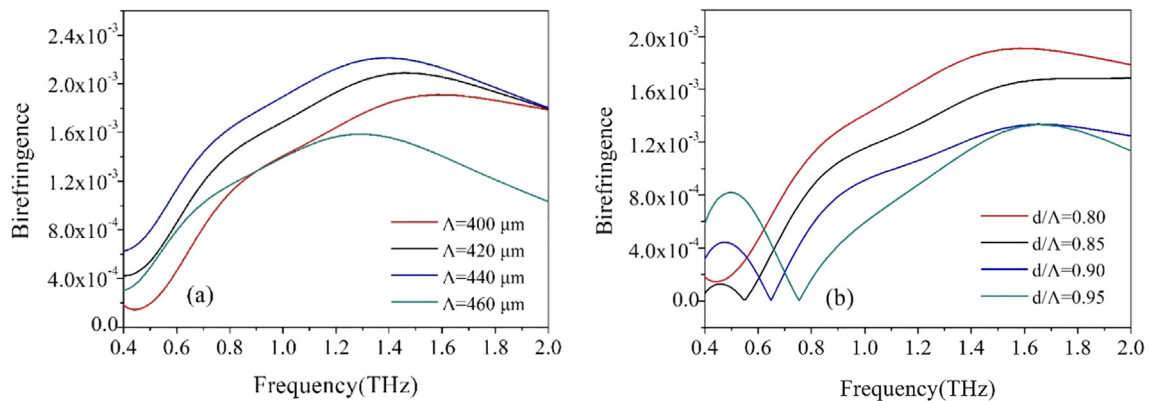 2.4x10⁻³
2.0x10⁻³
1.6x10⁻³
1.2x10⁻³
8.0x10⁻⁴
4.0x10⁻⁴
0.0
Birefringence
0.4 0.6 0.8 1.0 1.2 1.4 1.6 1.8 2.0
Frequency(THz)
(a)
Λ=400 μm
Λ=420 μm
Λ=440 μm
Λ=460 μm
2.0x10⁻³
1.6x10⁻³
1.2x10⁻³
8.0x10⁻⁴
4.0x10⁻⁴
0.0
Birefringence
0.4 0.6 0.8 1.0 1.2 1.4 1.6 1.8 2.0
Frequency(THz)
(b)
d/Λ=0.80
d/Λ=0.85
d/Λ=0.90
d/Λ=0.95